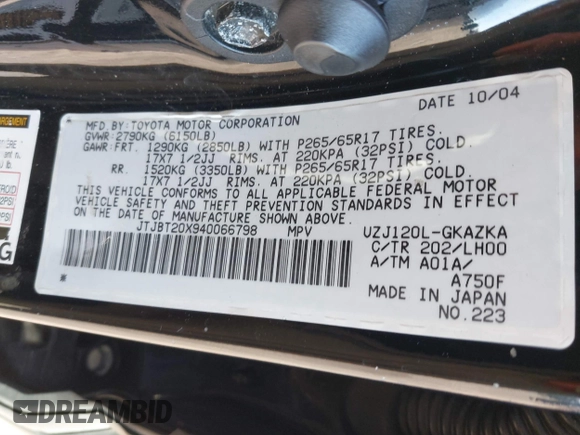 DATE 10/04
MFD.BY:TOYOTA MOTOR CORPORATION
GVWR:2790KG (6150LB)
GAWR:FRT. 1290KG (2850LB) WITH P265/65R17 TIRES.
17X7 1/2JJ RIMS. AT 220KPA (32PSI) COLD.
RR. 1520KG (3350LB) WITH P265/65R17 TIRES.
17X7 1/2JJ RIMS. AT 220KPA (32PSI) COLD.
THIS VEHICLE CONFORMS TO ALL APPLICABLE FEDERAL MOTOR
VEHICLE SAFETY AND THEFT PREVENTION STANDARDS IN EFFECT
ON THE DATE OF MANUFACTURE SHOWN ABOVE.
JTJBT20X940066798 MPV UZJ120L-GKAZKA
C/TR 202/LH00
A/TM A01A/
A750F
MADE IN JAPAN
NO.223
DREAMBID